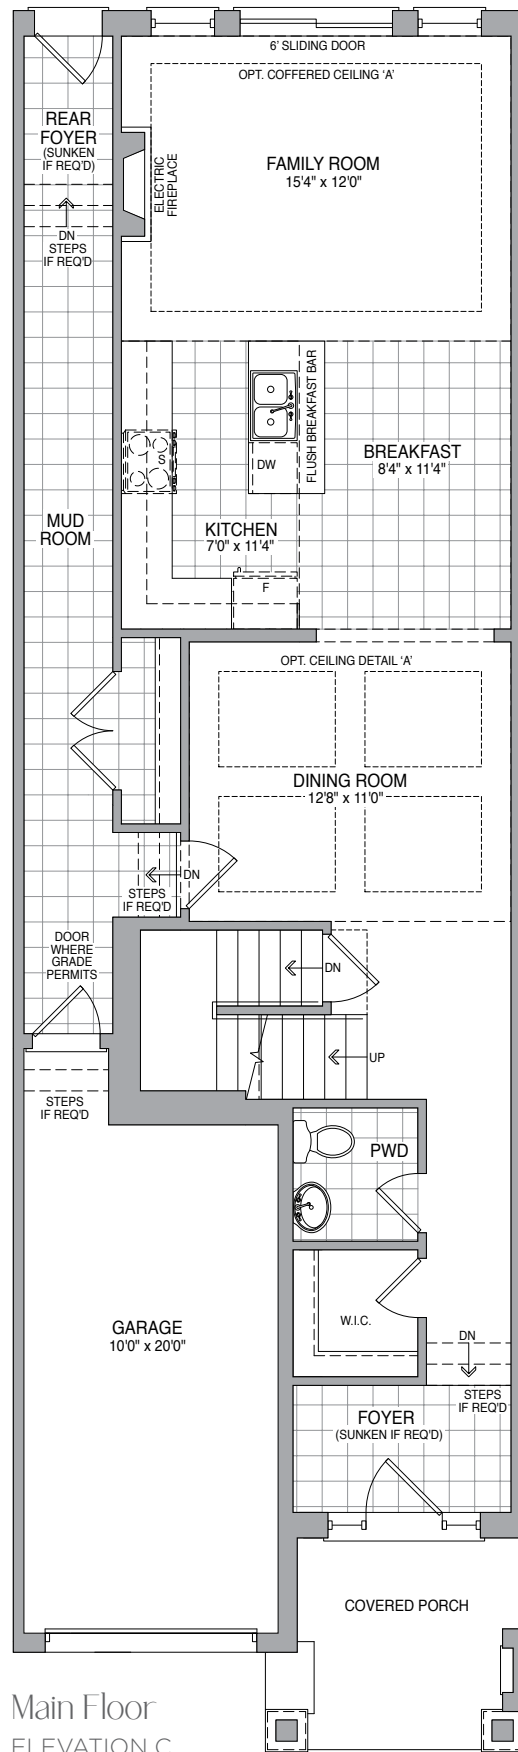 6' SLIDING DOOR
OPT. COFFERED CEILING 'A'
REAR
FOYER
(SUNKEN
IF REQ'D)
ELECTRIC
FIREPLACE
FAMILY ROOM
15'4" x 12'0"
DN
STEPS
IF REQ'D
FLUSH BREAKFAST BAR
BREAKFAST
8'4" x 11'4"
S
DW
MUD
ROOM
KITCHEN
7'0" x 11'4"
F
OPT. CEILING DETAIL 'A'
DINING ROOM
12'8" x 11'0"
DN
STEPS
IF REQ'D
DOOR
WHERE
GRADE
PERMITS
DN
UP
STEPS
IF REQ'D
PWD
GARAGE
10'0" x 20'0"
W.I.C.
DN
STEPS
IF REQ'D
FOYER
(SUNKEN IF REQ'D)
COVERED PORCH
Main Floor
ELEVATION C